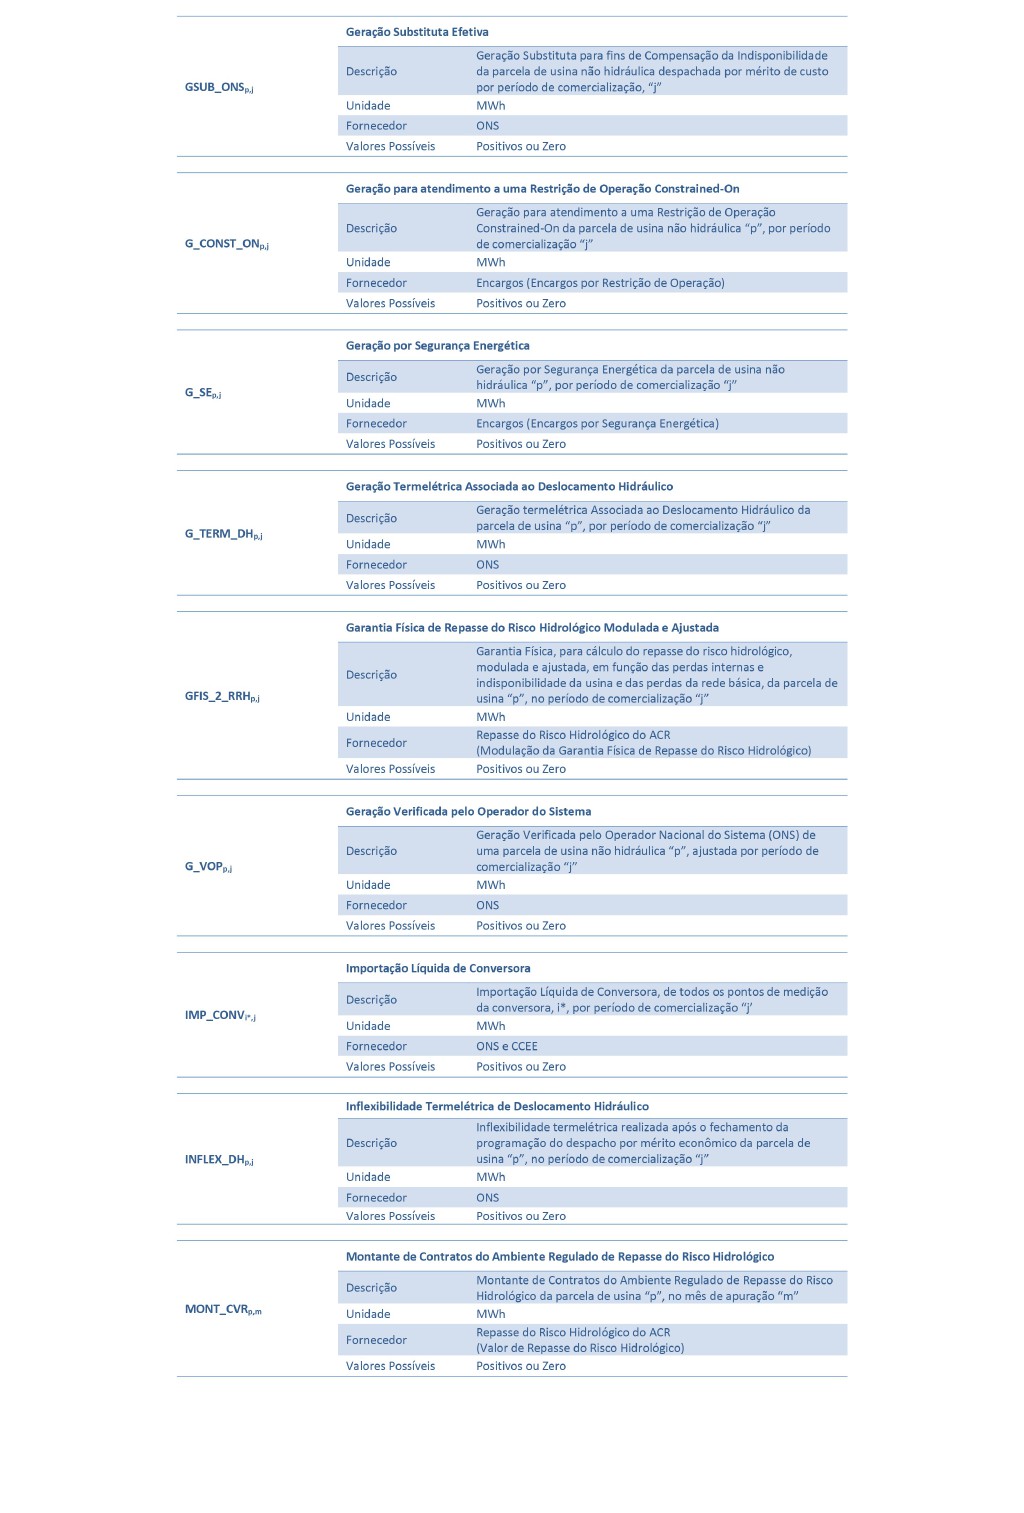 Geração Substituta Efetiva
GSUB_ONSp,j
Descrição
Geração Substituta para fins de Compensação da Indisponibilidade
da parcela de usina não hidráulica despachada por mérito de custo
por período de comercialização, “j”
Unidade MWh
Fornecedor ONS
Valores Possíveis Positivos ou Zero
Geração para atendimento a uma Restrição de Operação Constrained-On
G_CONST_ONp,j
Descrição
Geração para atendimento a uma Restrição de Operação
Constrained-On da parcela de usina não hidráulica “p”, por período
de comercialização “j”
Unidade MWh
Fornecedor Encargos (Encargos por Restrição de Operação)
Valores Possíveis Positivos ou Zero
Geração por Segurança Energética
G_SEp,j
Descrição
Geração por Segurança Energética da parcela de usina não
hidráulica “p”, por período de comercialização “j”
Unidade MWh
Fornecedor Encargos (Encargos por Segurança Energética)
Valores Possíveis Positivos ou Zero
Geração Termelétrica Associada ao Deslocamento Hidráulico
G_TERM_DHp,j
Descrição
Geração termelétrica Associada ao Deslocamento Hidráulico da
parcela de usina “p”, por período de comercialização “j”
Unidade MWh
Fornecedor ONS
Valores Possíveis Positivos ou Zero
Garantia Física de Repasse do Risco Hidrológico Modulada e Ajustada
GFIS_2_RRHp,j
Descrição
Garantia Física, para cálculo do repasse do risco hidrológico,
modulada e ajustada, em função das perdas internas e
indisponibilidade da usina e das perdas da rede básica, da parcela de
usina “p”, no período de comercialização “j”
Unidade MWh
Fornecedor
Repasse do Risco Hidrológico do ACR
(Modulação da Garantia Física de Repasse do Risco Hidrológico)
Valores Possíveis Positivos ou Zero
Geração Verificada pelo Operador do Sistema
G_VOPp,j
Descrição
Geração Verificada pelo Operador Nacional do Sistema (ONS) de
uma parcela de usina não hidráulica “p”, ajustada por período de
comercialização “j”
Unidade MWh
Fornecedor ONS
Valores Possíveis Positivos ou Zero
Importação Líquida de Conversora
IMP_CONVi*,j
Descrição
Importação Líquida de Conversora, de todos os pontos de medição
da conversora, i*, por período de comercialização “j’
Unidade MWh
Fornecedor ONS e CCEE
Valores Possíveis Positivos ou Zero
Inflexibilidade Termelétrica de Deslocamento Hidráulico
INFLEX_DHp,j
Descrição
Inflexibilidade termelétrica realizada após o fechamento da
programação do despacho por mérito econômico da parcela de
usina “p”, no período de comercialização “j”
Unidade MWh
Fornecedor ONS
Valores Possíveis Positivos ou Zero
Montante de Contratos do Ambiente Regulado de Repasse do Risco Hidrológico
MONT_CVRp,m
Descrição
Montante de Contratos do Ambiente Regulado de Repasse do Risco
Hidrológico da parcela de usina “p”, no mês de apuração “m”
Unidade MWh
Fornecedor
Repasse do Risco Hidrológico do ACR
(Valor de Repasse do Risco Hidrológico)
Valores Possíveis Positivos ou Zero